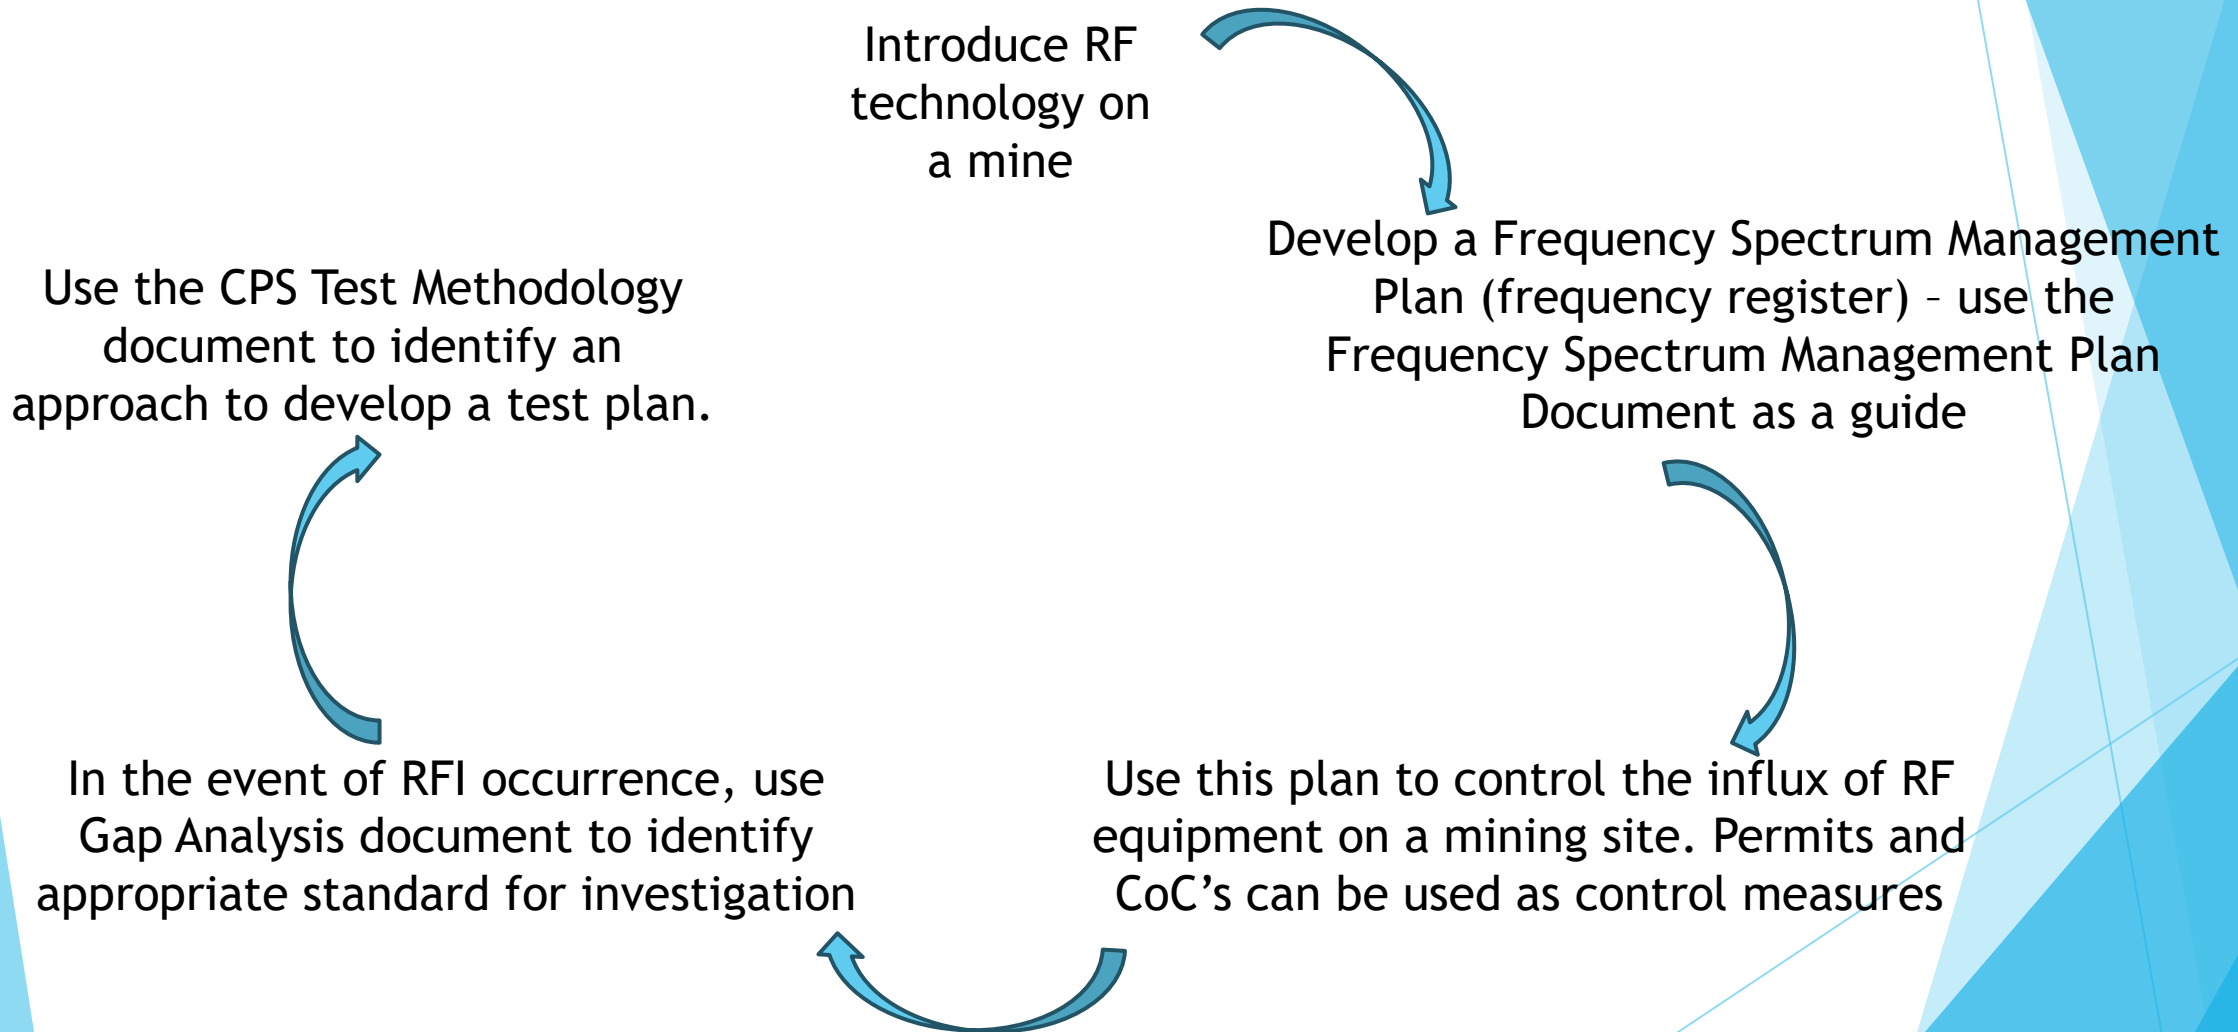 Introduce RF
technology on
a mine
Develop a Frequency Spectrum Management
Plan (frequency register) – use the
Frequency Spectrum Management Plan
Document as a guide
Use this plan to control the influx of RF
equipment on a mining site. Permits and
CoC’s can be used as control measures
In the event of RFI occurrence, use
Gap Analysis document to identify
appropriate standard for investigation
Use the CPS Test Methodology
document to identify an
approach to develop a test plan.